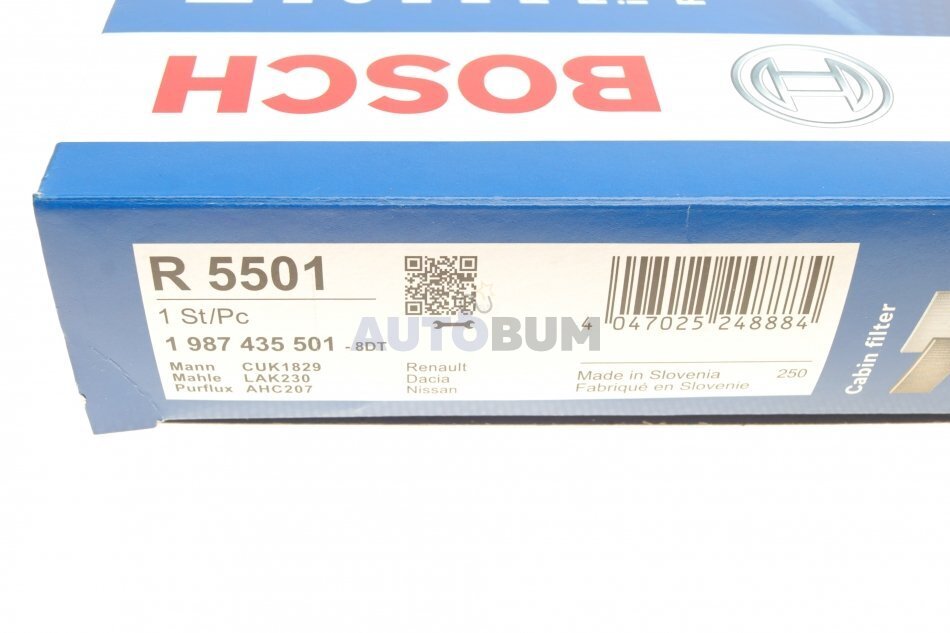 BOSCH
R 5501
1 St/Pc
1 987 435 501 - 8DT
Mann CUK1829
Mahle LAK230
Purflux AHC207
Renault
Dacia
Nissan
4 047025 248884
Made in Slovenia 250
Fabriqué en Slovenie
Cabin filter
AUTOBUM